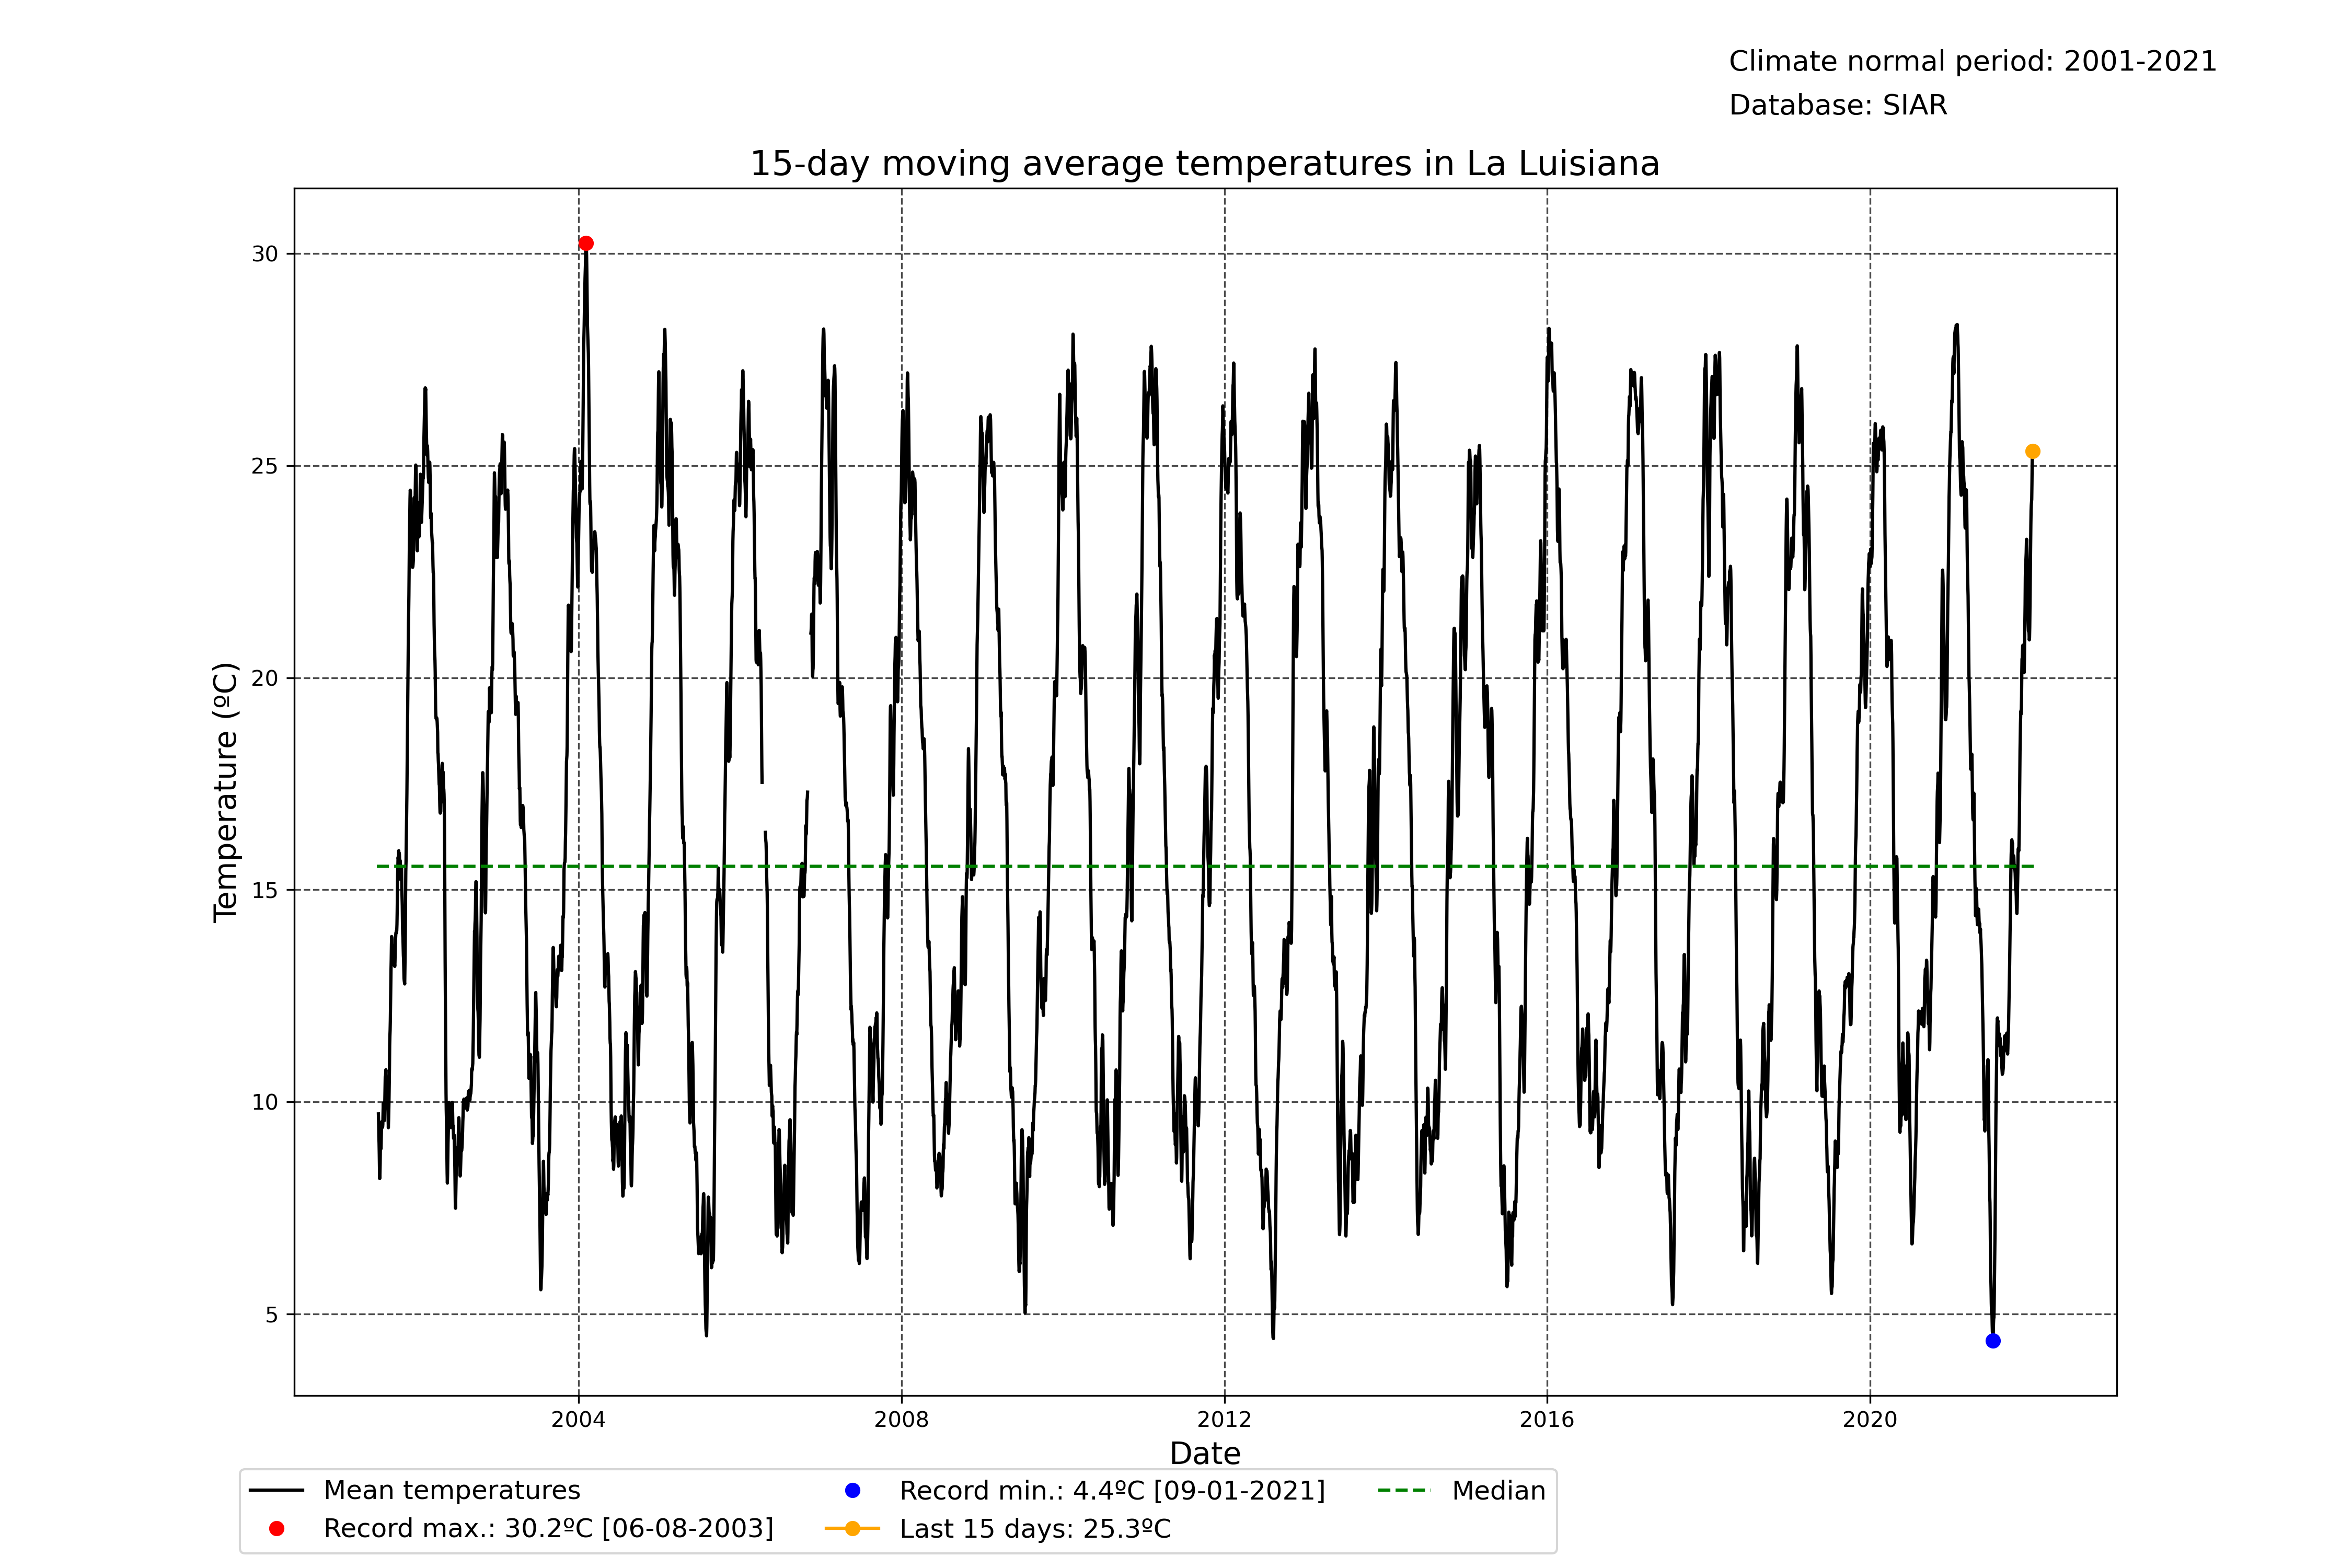 Climate normal period: 2001-2021
Database: SIAR
15-day moving average temperatures in La Luisiana
30
25
20
15
10
5
Temperature (ºC)
2004 2008 2012 2016 2020
Date
Mean temperatures
Record max.: 30.2ºC [06-08-2003]
Record min.: 4.4ºC [09-01-2021]
Last 15 days: 25.3ºC
Median